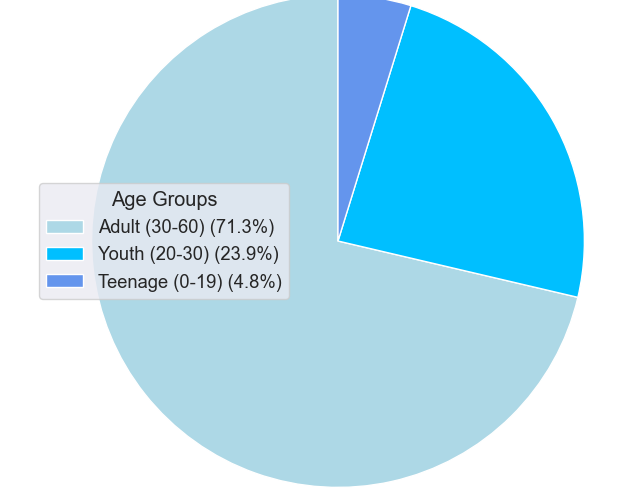 Age Groups
Adult (30-60) (71.3%)
Youth (20-30) (23.9%)
Teenage (0-19) (4.8%)